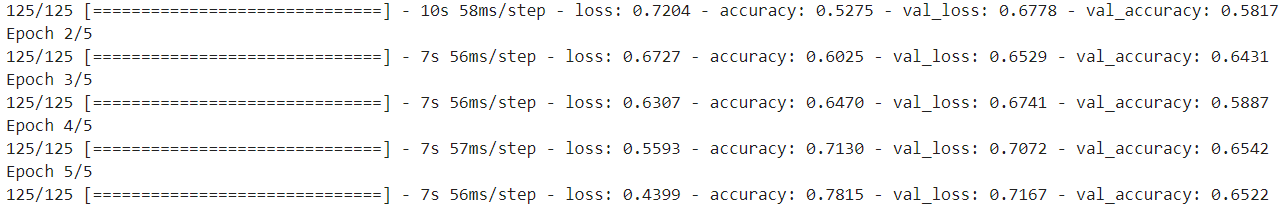 125/125 [==============================] - 10s 58ms/step - loss: 0.7204 - accuracy: 0.5275 - val_loss: 0.6778 - val_accuracy: 0.5817
Epoch 2/5
125/125 [==============================] - 7s 56ms/step - loss: 0.6727 - accuracy: 0.6025 - val_loss: 0.6529 - val_accuracy: 0.6431
Epoch 3/5
125/125 [==============================] - 7s 56ms/step - loss: 0.6307 - accuracy: 0.6470 - val_loss: 0.6741 - val_accuracy: 0.5887
Epoch 4/5
125/125 [==============================] - 7s 57ms/step - loss: 0.5593 - accuracy: 0.7130 - val_loss: 0.7072 - val_accuracy: 0.6542
Epoch 5/5
125/125 [==============================] - 7s 56ms/step - loss: 0.4399 - accuracy: 0.7815 - val_loss: 0.7167 - val_accuracy: 0.6522